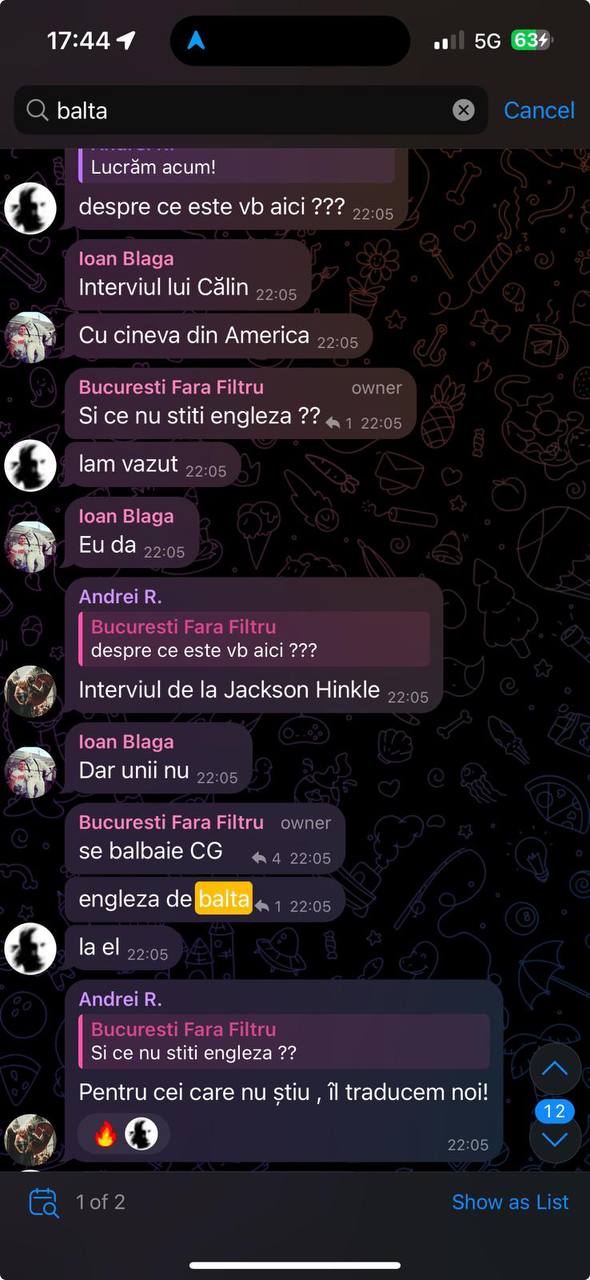 17:44
5G
63
balta
Cancel
Lucrăm acum!
despre ce este vb aici ???
22:05
Ioan Blaga
Interviul lui Călin
22:05
Cu cineva din America
22:05
Bucuresti Fara Filtru
owner
Si ce nu stiti engleza ??
1 22:05
Iam vazut
22:05
Ioan Blaga
Eu da
22:05
Andrei R.
Bucuresti Fara Filtru
despre ce este vb aici ???
Interviul de la Jackson Hinkle
22:05
Ioan Blaga
Dar unii nu
22:05
Bucuresti Fara Filtru
owner
se balbaie CG
4 22:05
engleza de balta
1 22:05
la el
22:05
Andrei R.
Bucuresti Fara Filtru
Si ce nu stiti engleza ??
Pentru cei care nu știu , îl traducem noi!
22:05
12
1 of 2
Show as List